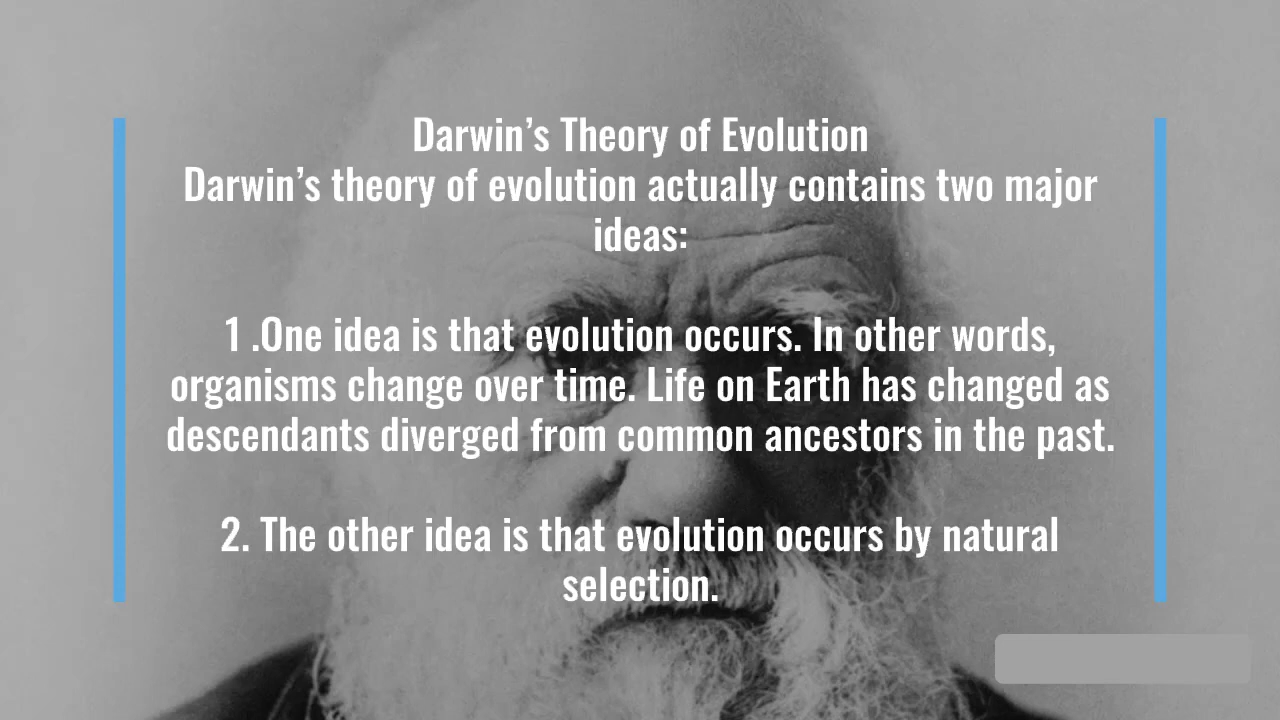 Darwin’s Theory of Evolution
Darwin’s theory of evolution actually contains two major
ideas:
1 .One idea is that evolution occurs. In other words,
organisms change over time. Life on Earth has changed as
descendants diverged from common ancestors in the past.
2. The other idea is that evolution occurs by natural
selection.